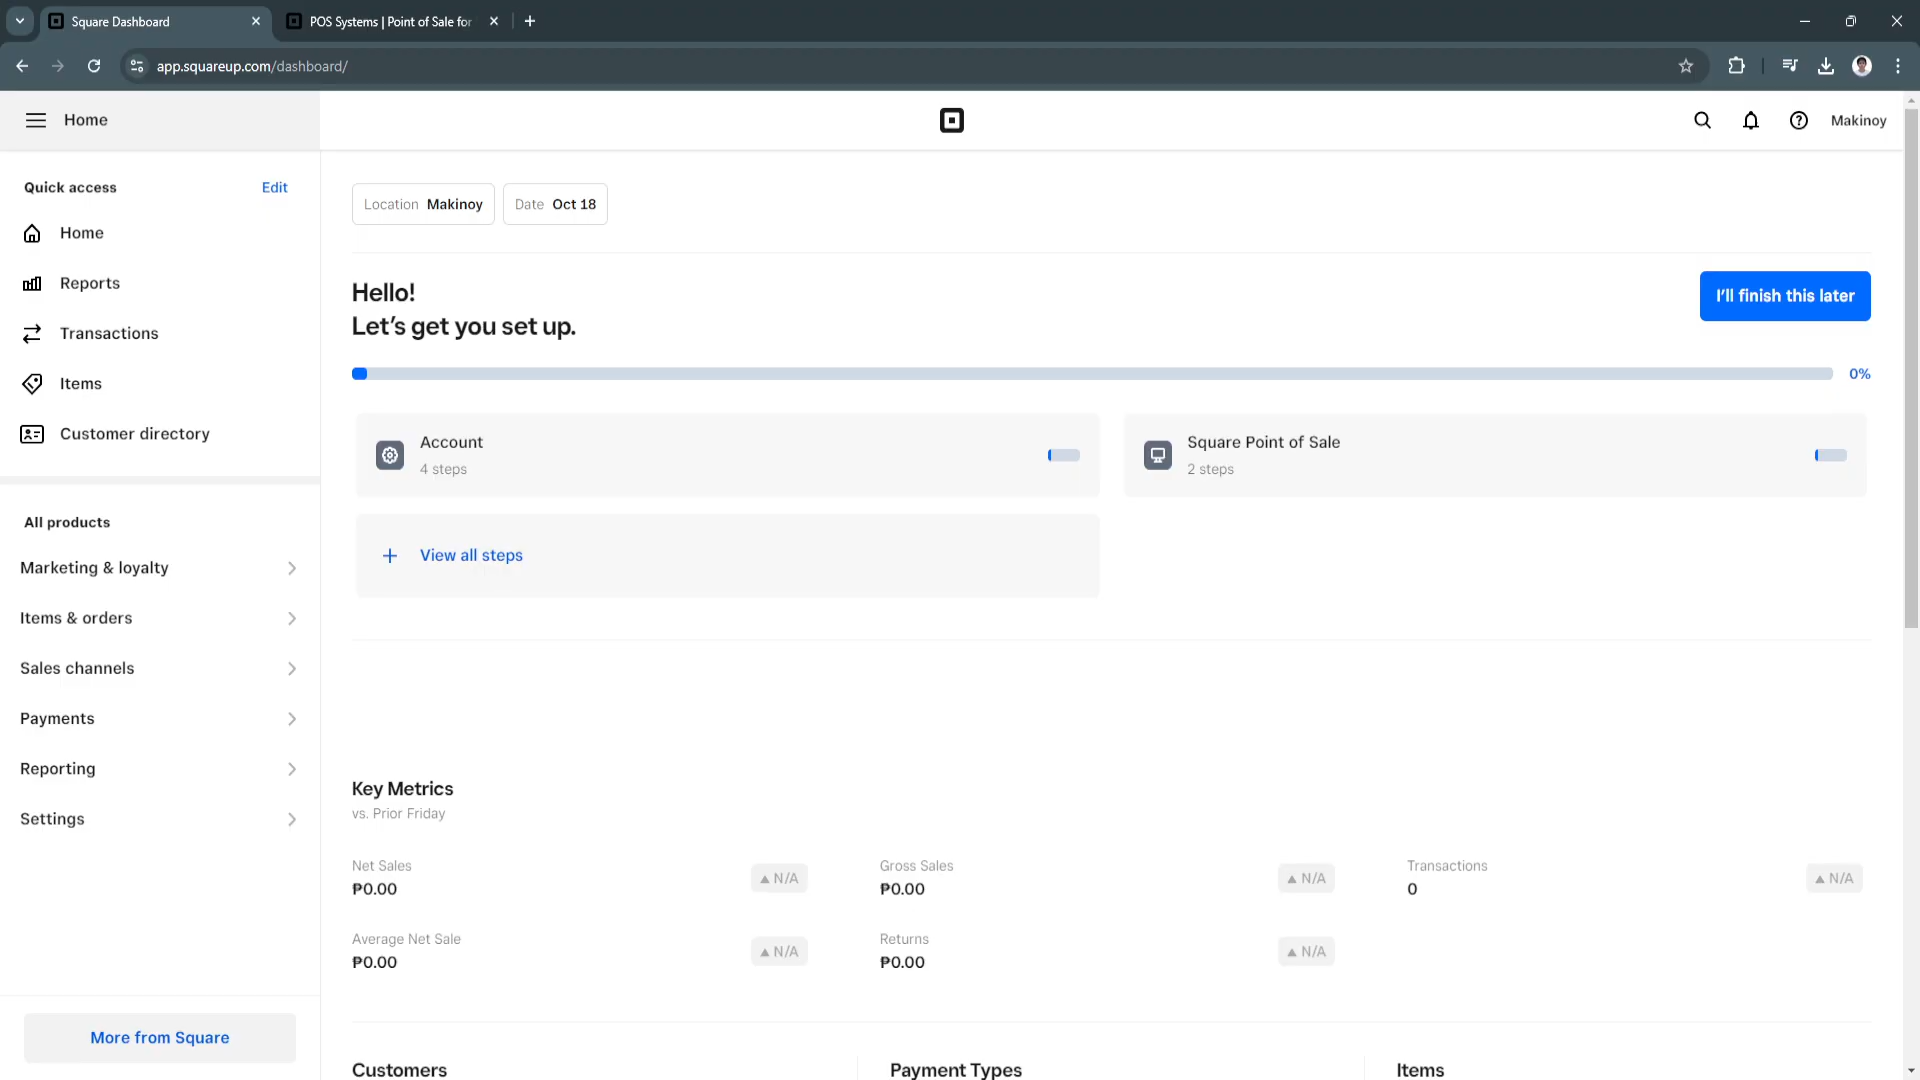 Square Dashboard
POS Systems | Point of Sale for
app.squareup.com/dashboard/
Home
Makinoy
Quick access
Edit
Home
Reports
Transactions
Items
Customer directory
All products
Marketing & loyalty
Items & orders
Sales channels
Payments
Reporting
Settings
More from Square
Location Makinoy
Date Oct 18
Hello!
Let's get you set up.
I'll finish this later
0%
Account
4 steps
Square Point of Sale
2 steps
View all steps
Key Metrics
vs. Prior Friday
Net Sales
₱0.00
▲ N/A
Gross Sales
₱0.00
▲ N/A
Transactions
0
▲ N/A
Average Net Sale
₱0.00
▲ N/A
Returns
₱0.00
▲ N/A
Customers
Payment Types
Items